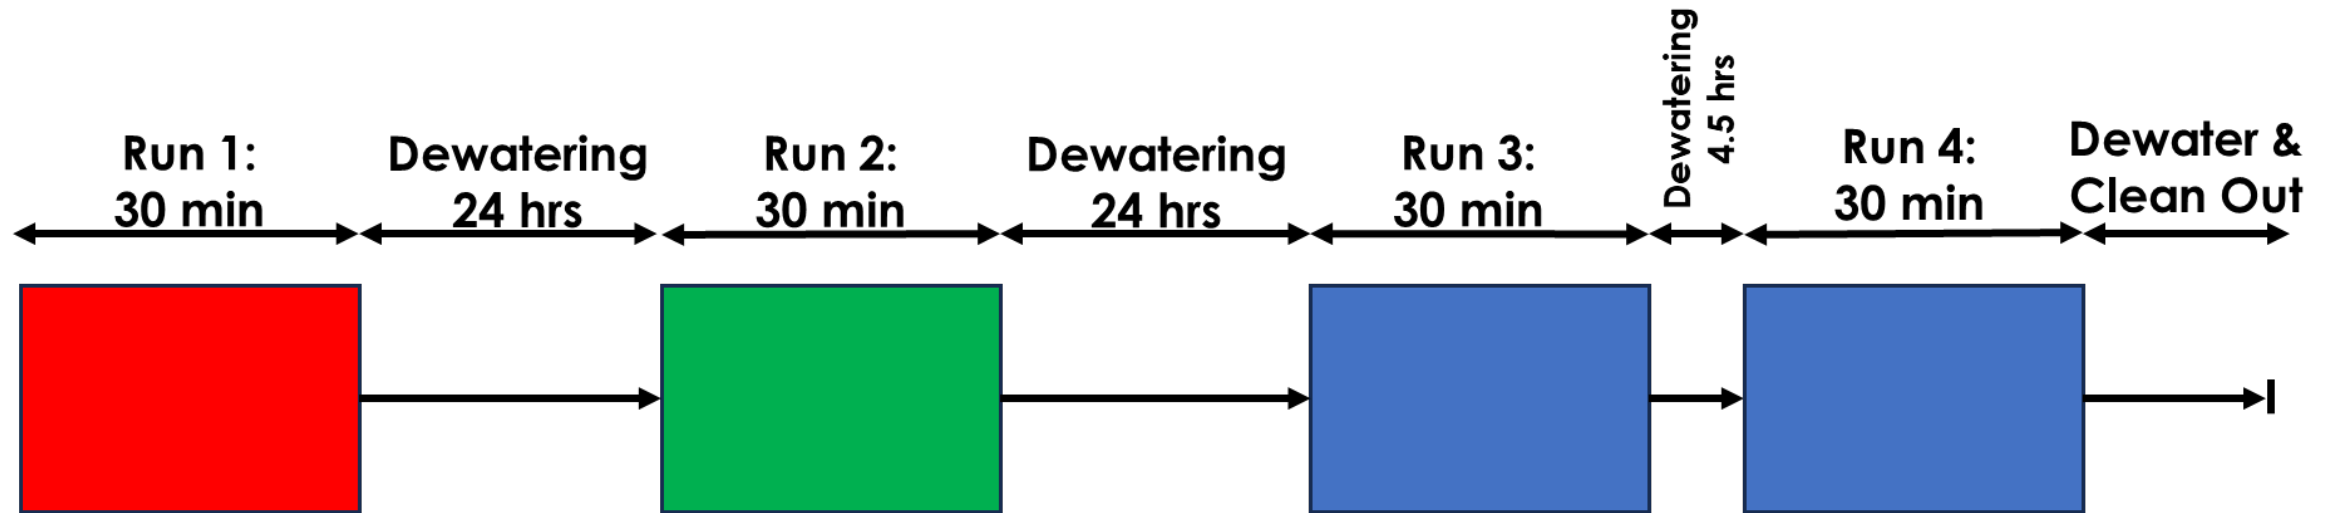 Run 1:
30 min
Dewatering
24 hrs
Run 2:
30 min
Dewatering
24 hrs
Run 3:
30 min
Dewatering
4.5 hrs
Run 4:
30 min
Dewater &
Clean Out